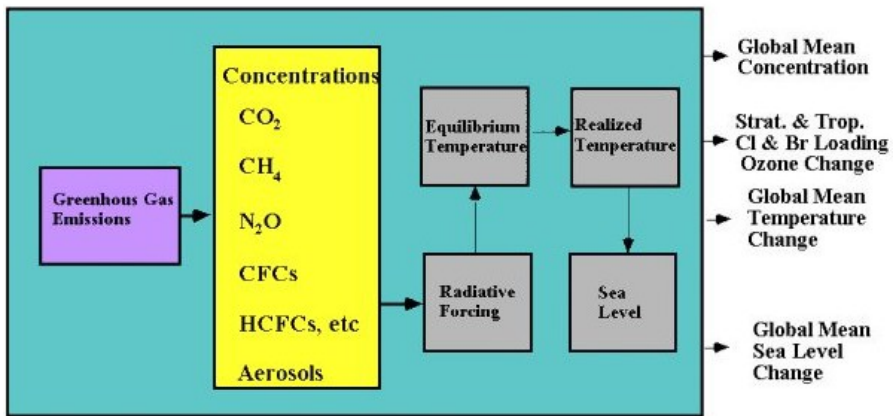 Greenhous Gas
Emissions
Concentrations
CO₂
CH₄
N₂O
CFCs
HCFCs, etc
Aerosols
Equilibrium
Temperature
Realized
Temperature
Radiative
Forcing
Sea
Level
Global Mean
Concentration
Strat. & Trop.
Cl & Br Loading
Ozone Change
Global Mean
Temperature
Change
Global Mean
Sea Level
Change